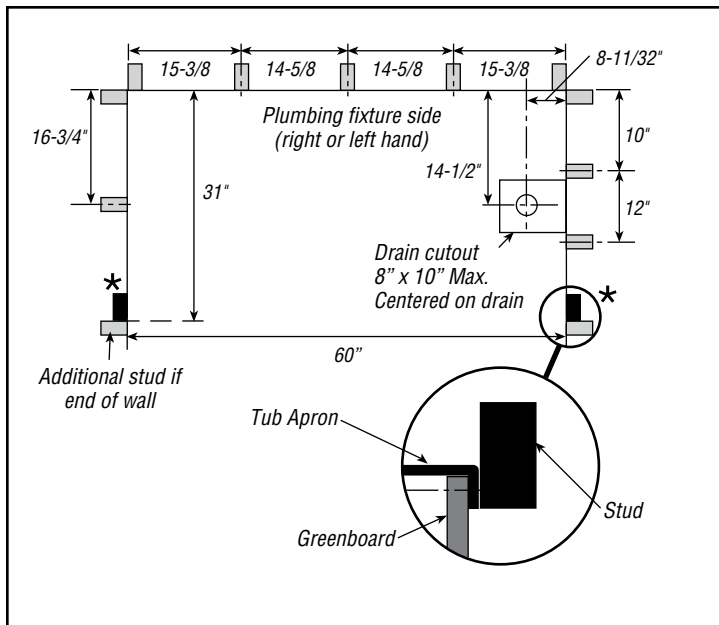 15-3/8
14-5/8
14-5/8
15-3/8
8-11/32"
Plumbing fixture side
(right or left hand)
16-3/4"
31"
14-1/2"
10"
12"
Drain cutout
8” x 10” Max.
Centered on drain
*
*
60”
Additional stud if
end of wall
Tub Apron
Stud
Greenboard